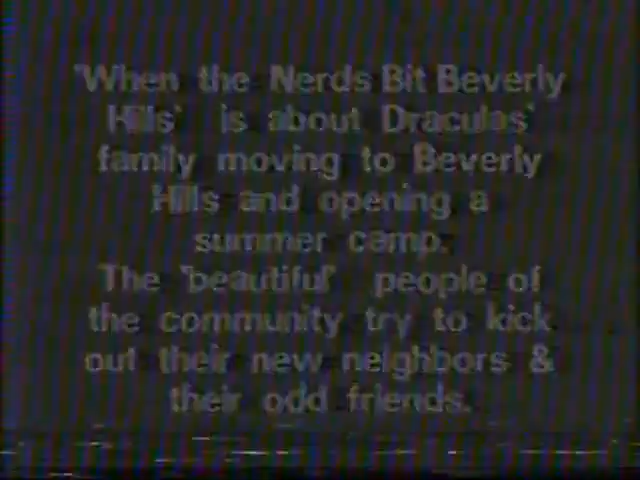 "When the Nerds Bit Beverly
Hills" is about Draculas'
family moving to Beverly
Hills and opening a
summer camp.
The "beautiful" people of
the community try to kick
out their new neighbors &
their odd friends.